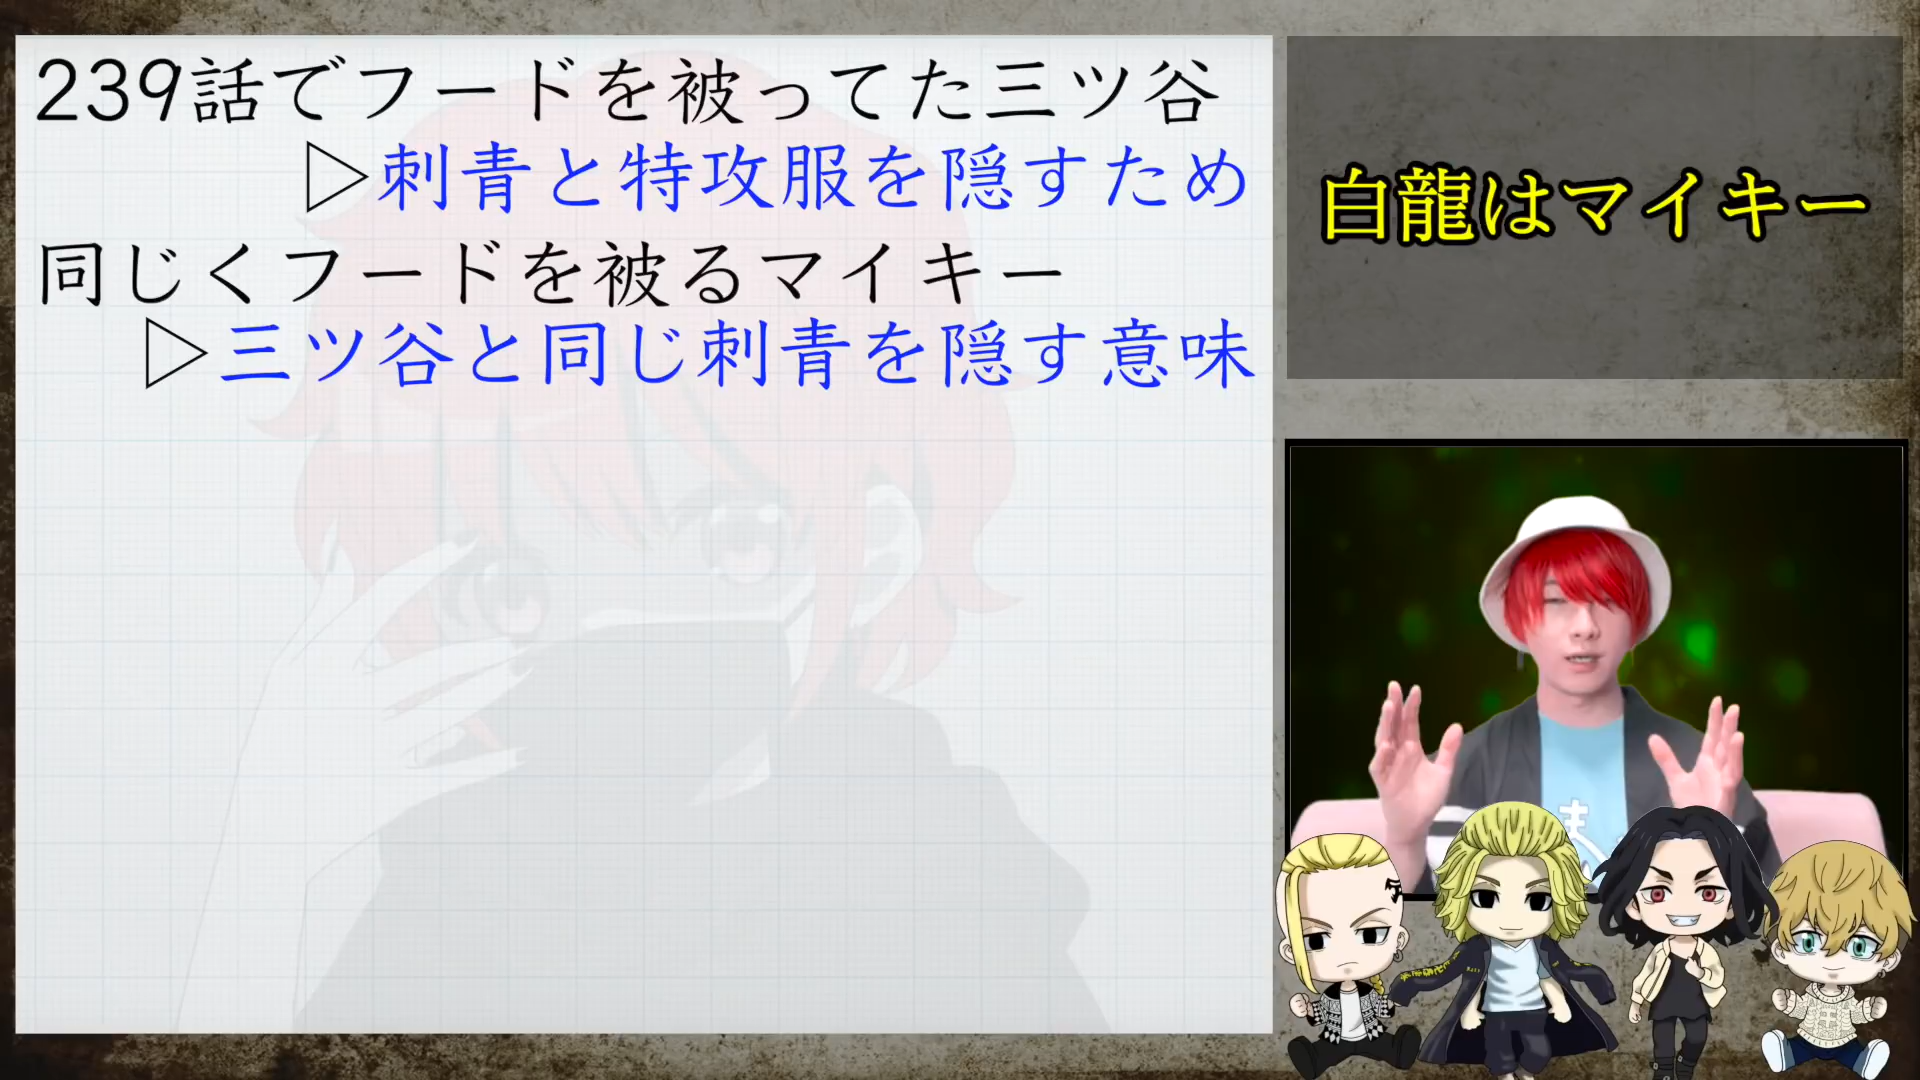 239話でフードを被ってた三ツ谷
▷刺青と特攻服を隠すため
同じくフードを被るマイキー
▷三ツ谷と同じ刺青を隠す意味
白龍はマイキー